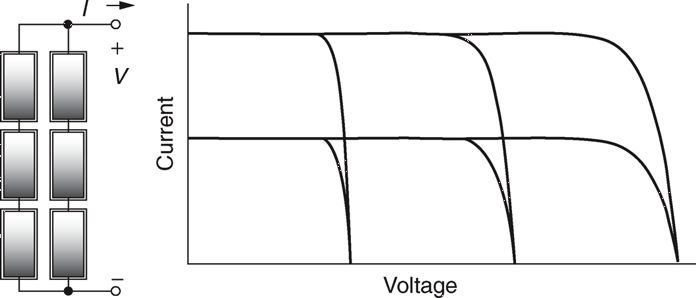 I
+
V
−
Current
Voltage